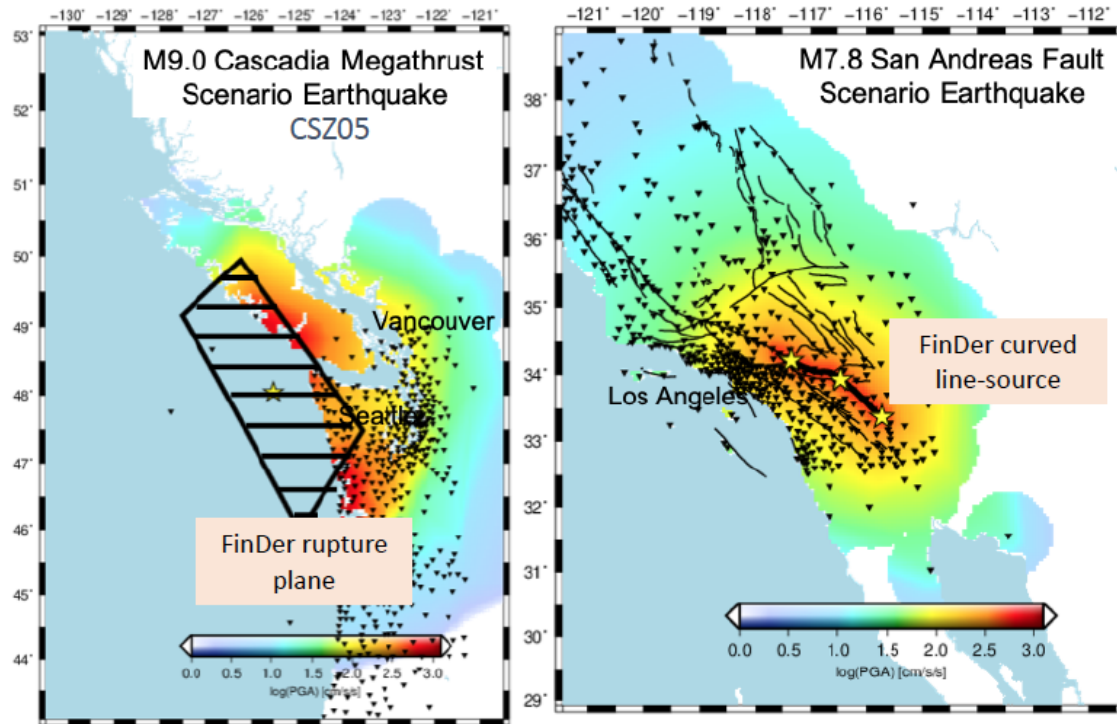 −130° −126° −125° −124° −123° −122° −121°
53°
M9.0 Cascadia Megathrust
Scenario Earthquake
CSZ05
52°
51°
50°
49°
Vancouver
48°
Seattle
47°
46°
FinDer rupture
plane
45°
44°
0.0 0.5 1.0 1.5 2.0 2.5 3.0
log(PGA) [cm/s/s]
−121° −120° −119° −118° −117° −116° −115° −114° −113° −112°
M7.8 San Andreas Fault
Scenario Earthquake
38°
37°
36°
35°
FinDer curved
line-source
34°
Los Angeles
33°
32°
31°
30°
29°
0.0 0.5 1.0 1.5 2.0 2.5 3.0
log(PGA) [cm/s/s]